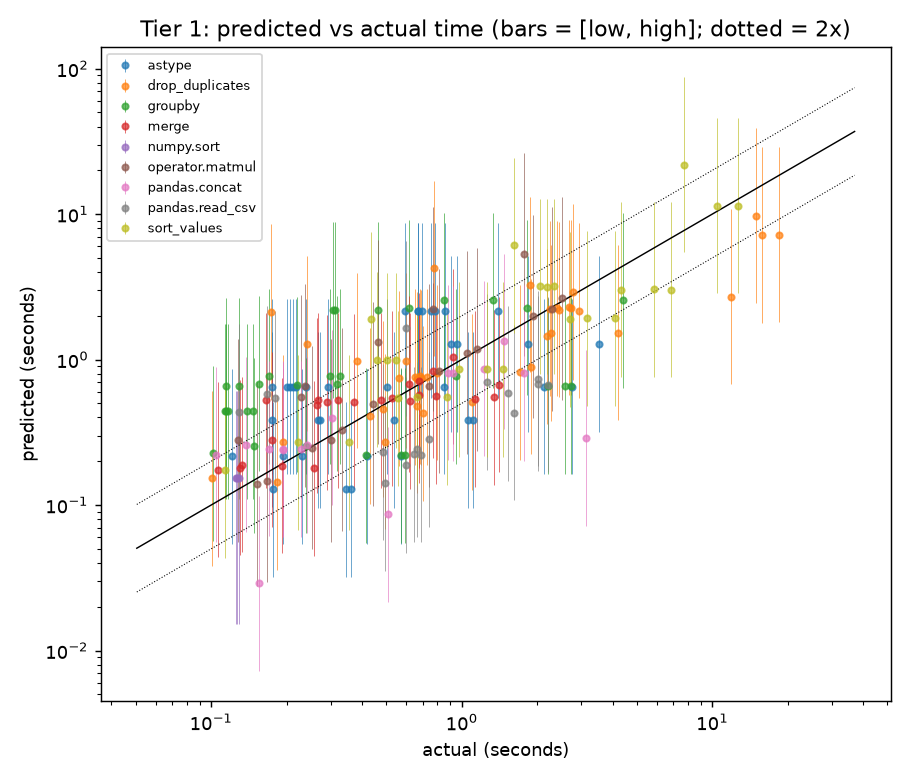 Tier 1: predicted vs actual time (bars = [low, high]; dotted = 2x)
10²
10¹
10⁰
10⁻¹
10⁻²
predicted (seconds)
astype
drop_duplicates
groupby
merge
numpy.sort
operator.matmul
pandas.concat
pandas.read_csv
sort_values
10⁻¹ 10⁰ 10¹
actual (seconds)